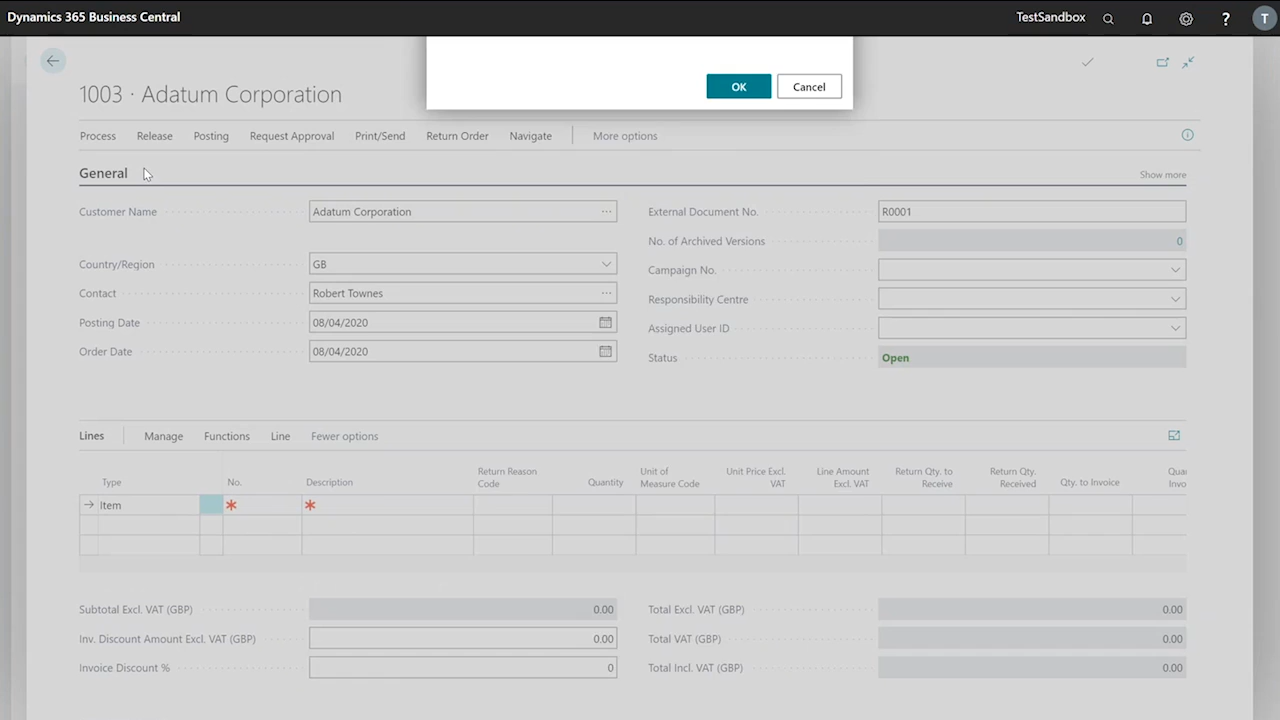 Dynamics 365 Business Central
TestSandbox
?
T
OK
Cancel
1003 · Adatum Corporation
Process
Release
Posting
Request Approval
Print/Send
Return Order
Navigate
More options
General
Show more
Customer Name
Adatum Corporation
External Document No.
R0001
No. of Archived Versions
0
Country/Region
GB
Campaign No.
Contact
Robert Townes
Responsibility Centre
Posting Date
08/04/2020
Assigned User ID
Order Date
08/04/2020
Status
Open
Lines
Manage
Functions
Line
Fewer options
Type
No.
Description
Return Reason
Code
Quantity
Unit of
Measure Code
Unit Price Excl.
VAT
Line Amount
Excl. VAT
Return Qty. to
Receive
Return Qty.
Received
Qty. to Invoice
Qua
Invo
Item
Subtotal Excl. VAT (GBP)
0.00
Total Excl. VAT (GBP)
0.00
Inv. Discount Amount Excl. VAT (GBP)
0.00
Total VAT (GBP)
0.00
Invoice Discount %
0
Total Incl. VAT (GBP)
0.00